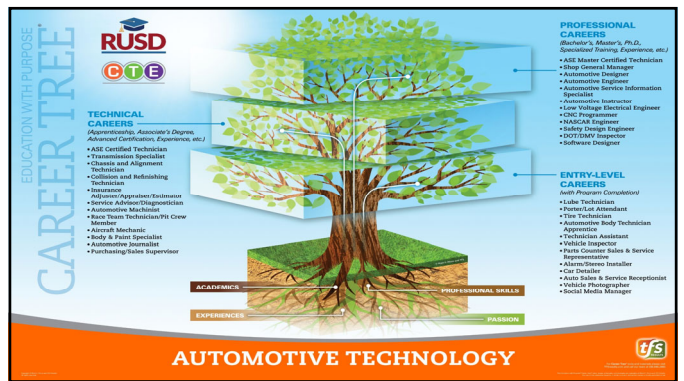 EDUCATION WITH PURPOSE
CAREER TREE
RUSD
CTE
TECHNICAL
CAREERS
(Apprenticeship, Associate's Degree,
Advanced Certification, Experience, etc.)
• ASE Certified Technician
• Transmission Specialist
• Chassis and Alignment
Technician
• Collision and Refinishing
Technician
• Insurance
Adjuster/Appraiser/Estimator
• Service Advisor/Diagnostician
• Automotive Machinist
• Race Team Technician/Pit Crew
Member
• Aircraft Mechanic
• Body & Paint Specialist
• Automotive Journalist
• Purchasing/Sales Supervisor
PROFESSIONAL
CAREERS
(Bachelor's, Master's, Ph.D.,
Specialized Training, Experience, etc.)
• ASE Master Certified Technician
• Shop General Manager
• Automotive Designer
• Automotive Engineer
• Automotive Service Information
Specialist
• Automotive Instructor
• Low Voltage Electrical Engineer
• CNC Programmer
• NASCAR Engineer
• Safety Design Engineer
• DOT/DMV Inspector
• Software Designer
ENTRY-LEVEL
CAREERS
(with Program Completion)
• Lube Technician
• Porter/Lot Attendant
• Tire Technician
• Automotive Body Technician
Apprentice
• Technician Assistant
• Vehicle Inspector
• Parts Counter Sales & Service
Representative
• Alarm/Stereo Installer
• Car Detailer
• Auto Sales & Service Receptionist
• Vehicle Photographer
• Social Media Manager
ACADEMICS
PROFESSIONAL SKILLS
EXPERIENCES
PASSION
AUTOMOTIVE TECHNOLOGY
tfs